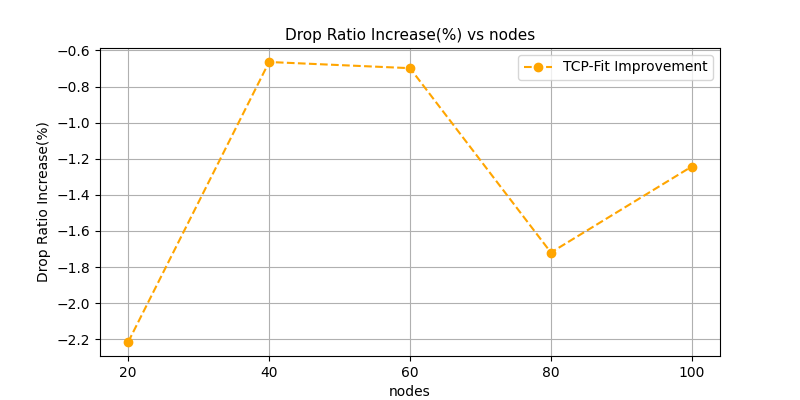 Drop Ratio Increase(%) vs nodes
TCP-Fit Improvement
Drop Ratio Increase(%)
−0.6
−0.8
−1.0
−1.2
−1.4
−1.6
−1.8
−2.0
−2.2
20 40 60 80 100
nodes